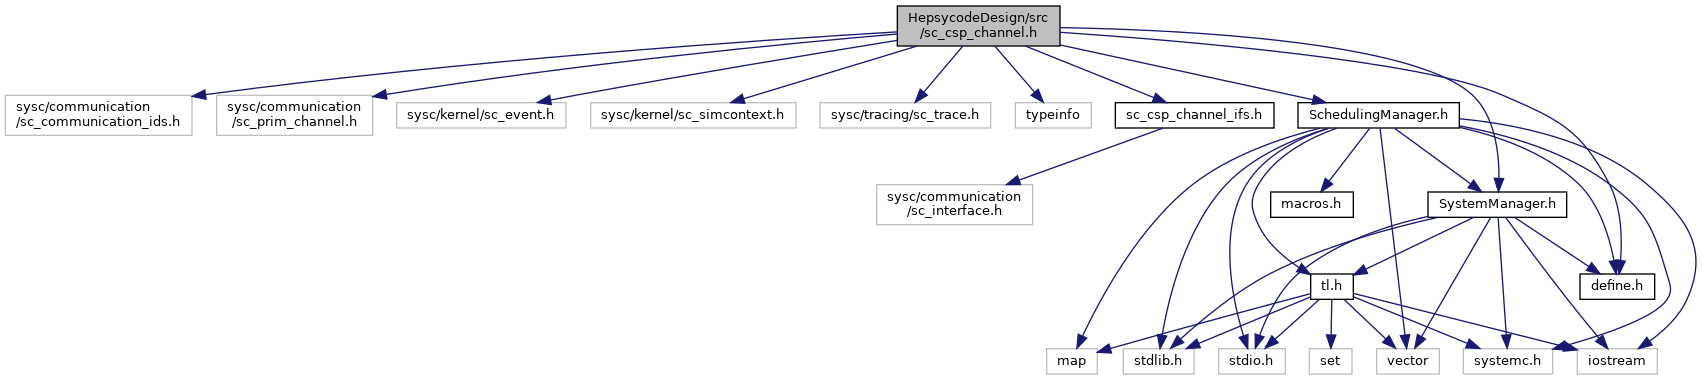 HepsycodeDesign/src
/sc_csp_channel.h
sysc/communication
/sc_communication_ids.h
sysc/communication
/sc_prim_channel.h
sysc/kernel/sc_event.h
sysc/kernel/sc_simcontext.h
sysc/tracing/sc_trace.h
typeinfo
sc_csp_channel_ifs.h
SchedulingManager.h
sysc/communication
/sc_interface.h
macros.h
SystemManager.h
tl.h
define.h
map
stdlib.h
stdio.h
set
vector
systemc.h
iostream